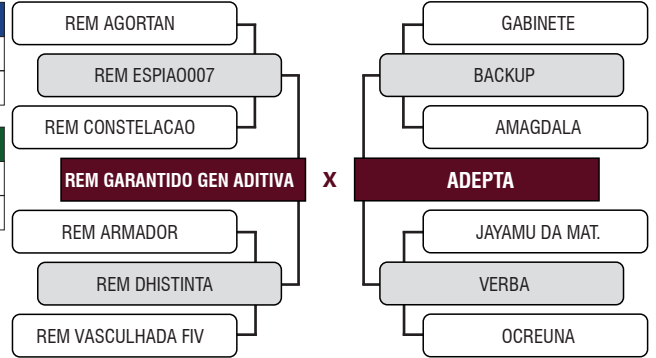 REM AGORTAN
GABINETE
REM ESPIAO007
BACKUP
REM CONSTELACAO
AMAGDALA
REM GARANTIDO GEN ADITIVA X ADEPTA
REM ARMADOR
JAYAMU DA MAT.
REM DHISTINTA
VERBA
REM VASCULHADA FIV
OCREUNA